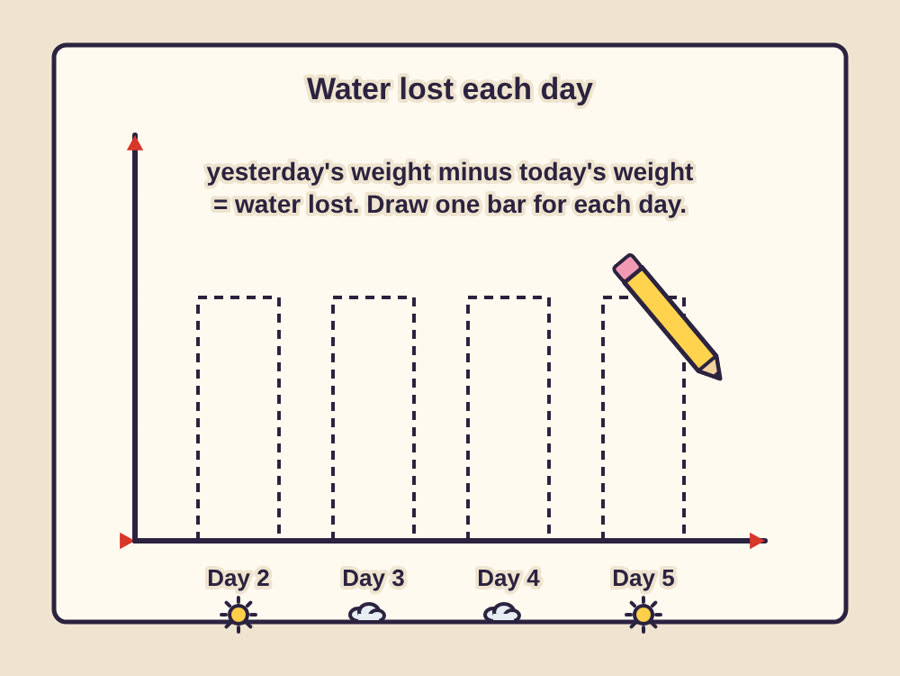 Water lost each day
yesterday's weight minus today's weight
= water lost. Draw one bar for each day.
Day 2
Day 3
Day 4
Day 5